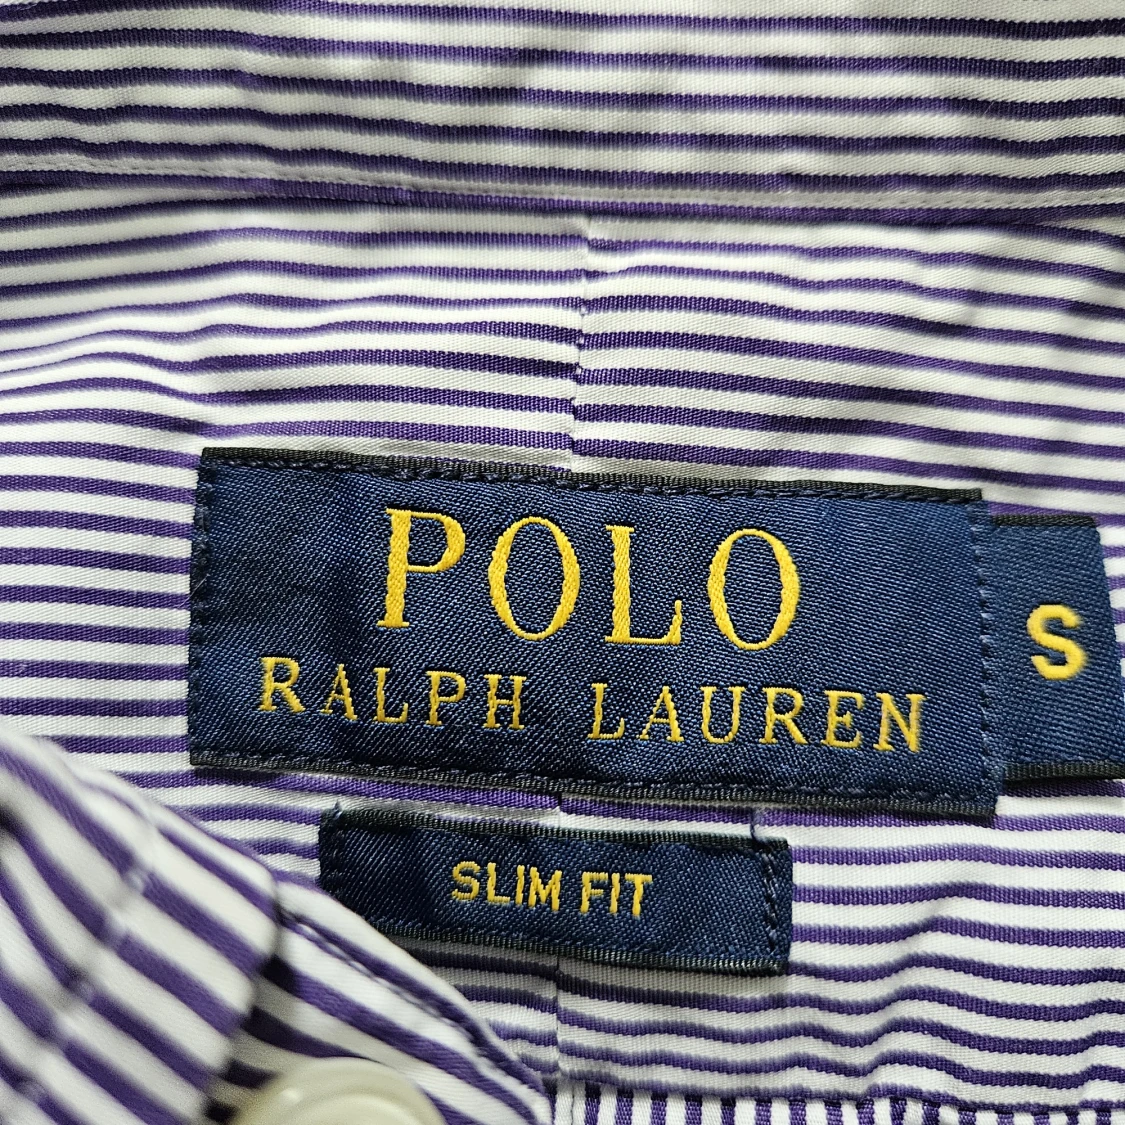 POLO
RALPH LAUREN
S
SLIM FIT